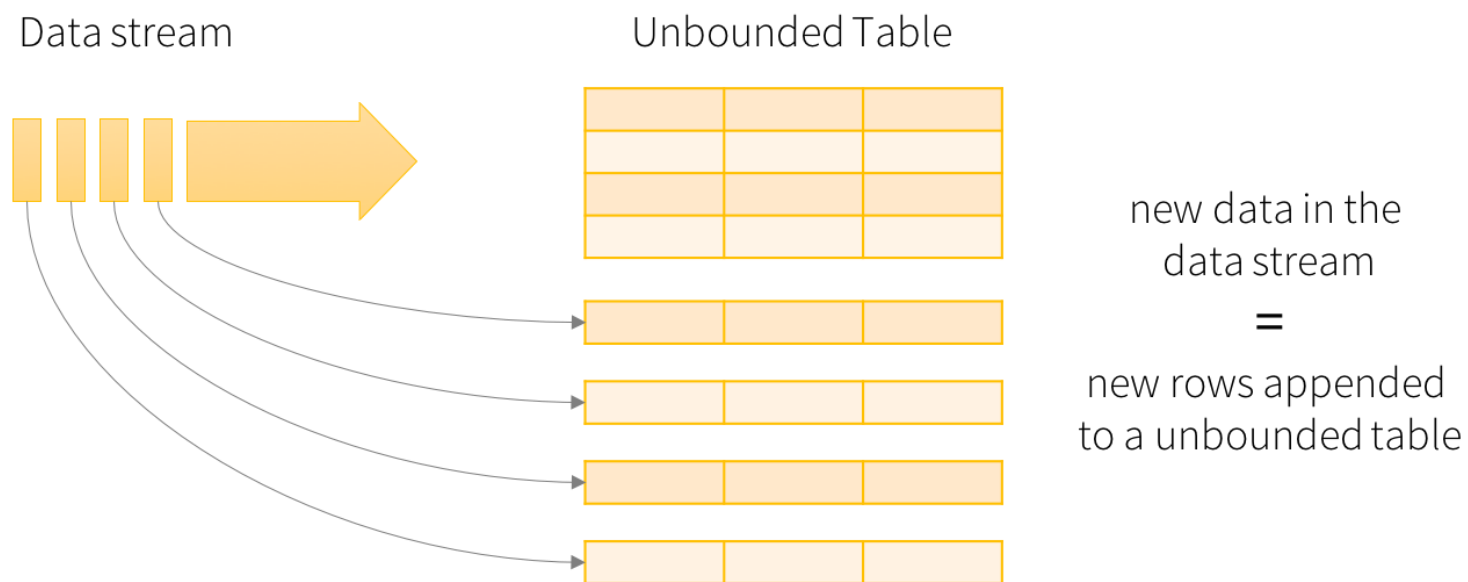 Data stream
Unbounded Table
new data in the
data stream
=
new rows appended
to a unbounded table